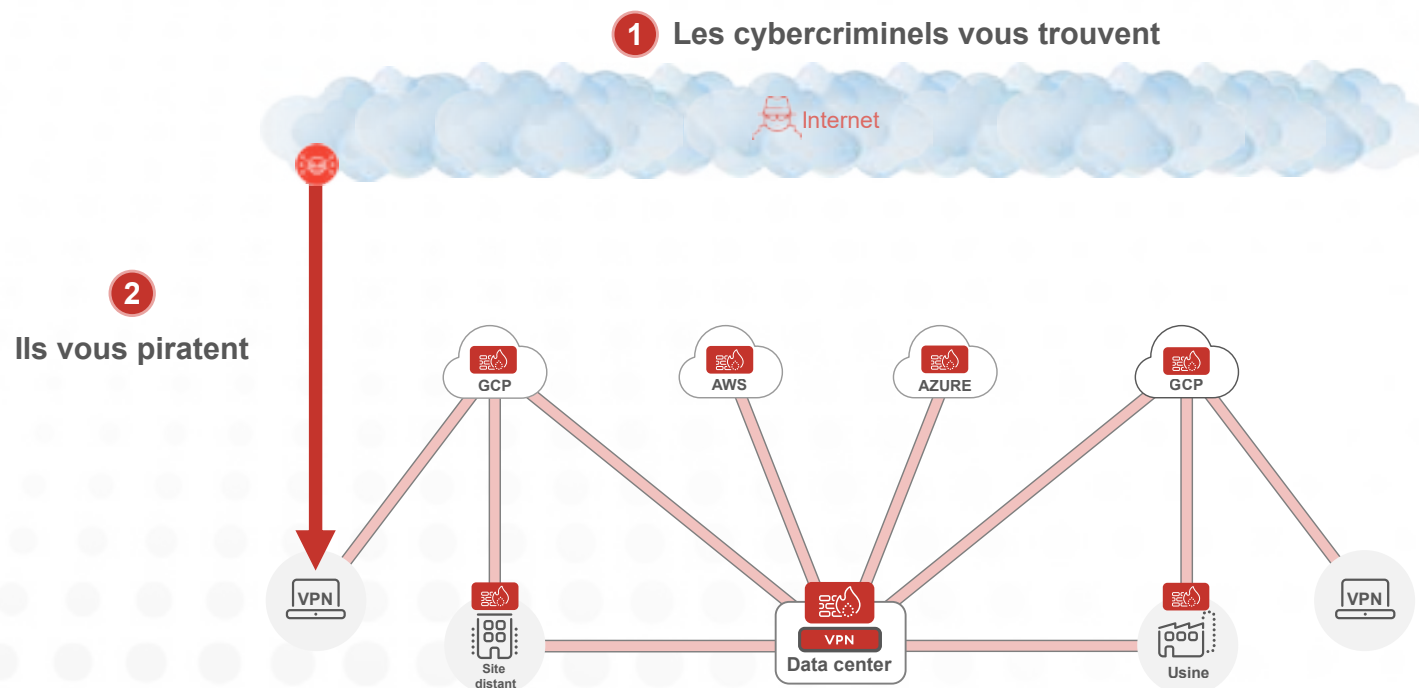 1 Les cybercriminels vous trouvent
Internet
2
Ils vous piratent
GCP
AWS
AZURE
GCP
VPN
VPN
VPN
Data center
Site
distant
Usine